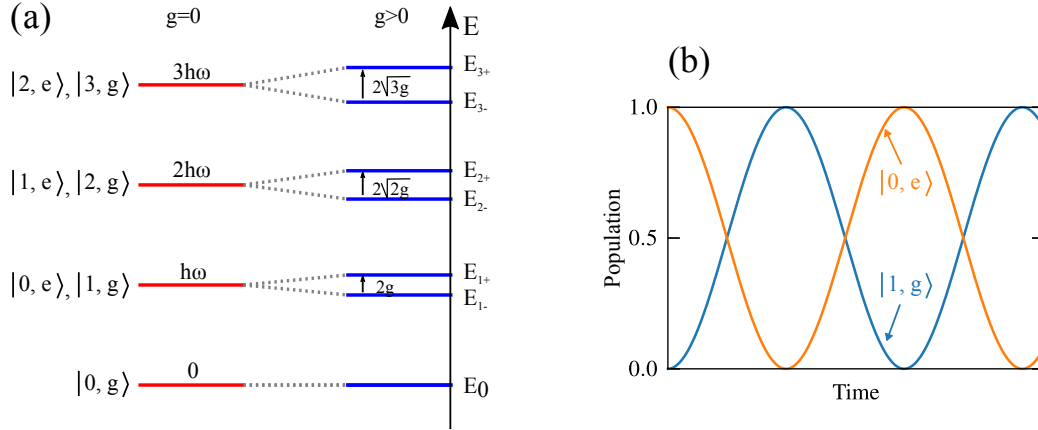 (a)
g=0
g>0
E
|2, e⟩, |3, g⟩
3hω
2√3g
E3+
E3-
|1, e⟩, |2, g⟩
2hω
2√2g
E2+
E2-
|0, e⟩, |1, g⟩
hω
2g
E1+
E1-
|0, g⟩
0
E0
(b)
1.0
0.5
0.0
Population
|0, e⟩
|1, g⟩
Time